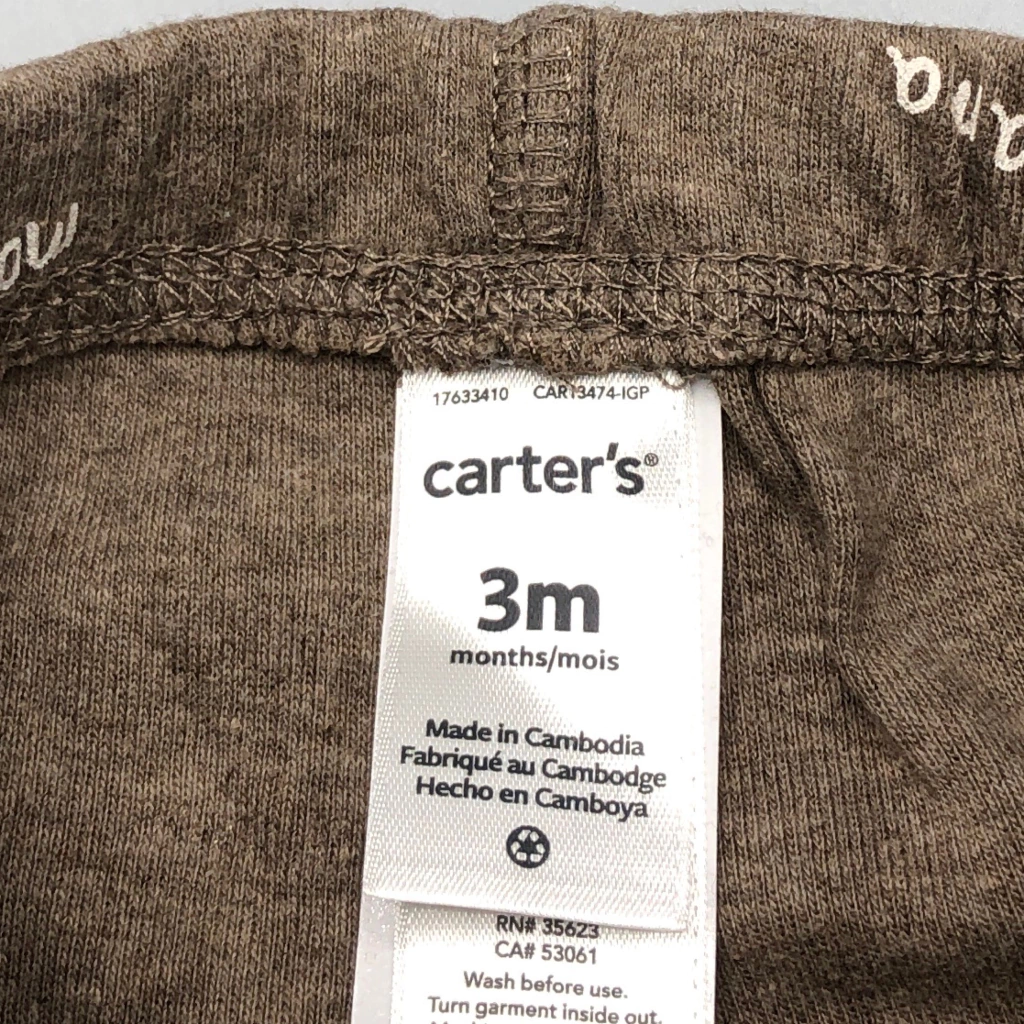 17633410 CAR13474-IGP
carter's®
3m
months/mois
Made in Cambodia
Fabriqué au Cambodge
Hecho en Camboya
RN# 35623
CA# 53061
Wash before use.
Turn garment inside out.